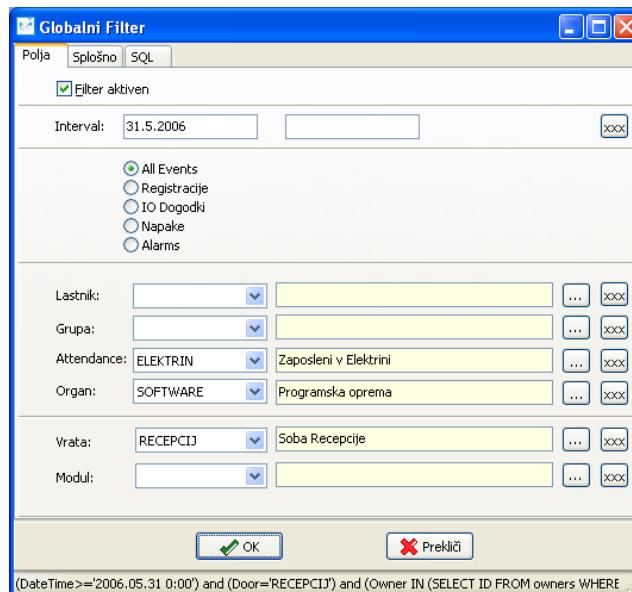 Globalni Filter
Polja Splošno SQL
Filter aktiven
Interval: 31.5.2006 xxx
All Events
Registracije
IO Dogodki
Napake
Alarms
Lastnik: ... xxx
Grupa: ... xxx
Attendance: ELEKTRIN Zaposleni v Elektrini ... xxx
Organ: SOFTWARE Programska oprema ... xxx
Vrata: RECEPCIJ Soba Recepcije ... xxx
Modul: ... xxx
OK Prekliči
(DateTime>='2006.05.31 0:00') and (Door='RECEPCIJ') and (Owner IN (SELECT ID FROM owners WHERE